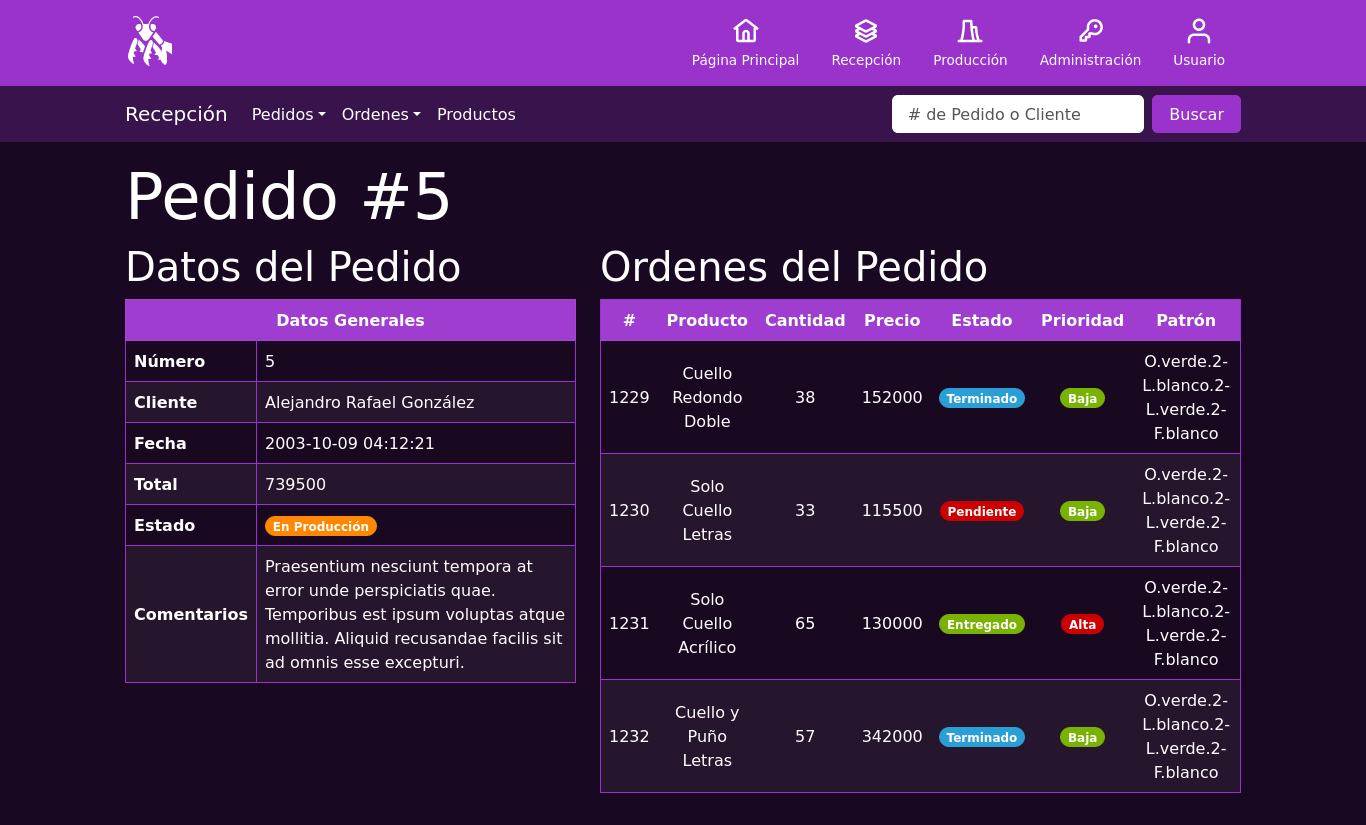 Página Principal
Recepción
Producción
Administración
Usuario
Recepción
Pedidos
Ordenes
Productos
# de Pedido o Cliente
Buscar
Pedido #5
Datos del Pedido
Datos Generales
Número 5
Cliente Alejandro Rafael González
Fecha 2003-10-09 04:12:21
Total 739500
Estado En Producción
Comentarios
Praesentium nesciunt tempora at
error unde perspiciatis quae.
Temporibus est ipsum voluptas atque
mollitia. Aliquid recusandae facilis sit
ad omnis esse excepturi.
Ordenes del Pedido
# Producto Cantidad Precio Estado Prioridad Patrón
1229
Cuello
Redondo
Doble
38
152000
Terminado
Baja
O.verde.2-
L.blanco.2-
L.verde.2-
F.blanco
1230
Solo
Cuello
Letras
33
115500
Pendiente
Baja
O.verde.2-
L.blanco.2-
L.verde.2-
F.blanco
1231
Solo
Cuello
Acrílico
65
130000
Entregado
Alta
O.verde.2-
L.blanco.2-
L.verde.2-
F.blanco
1232
Cuello y
Puño
Letras
57
342000
Terminado
Baja
O.verde.2-
L.blanco.2-
L.verde.2-
F.blanco